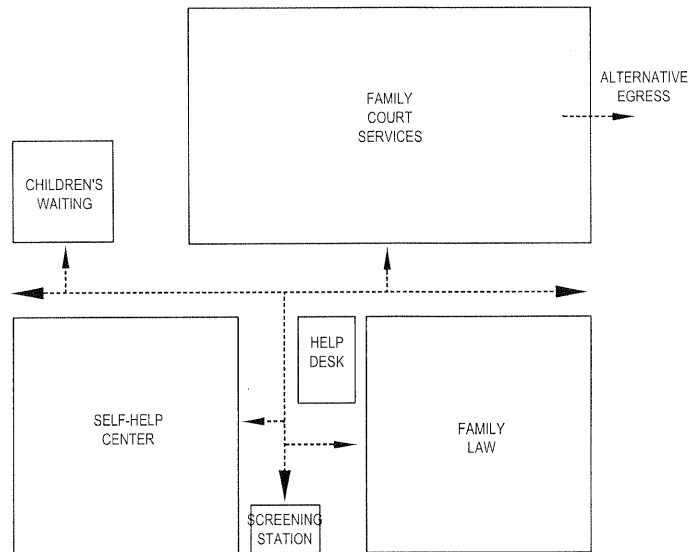 FAMILY
COURT
SERVICES
ALTERNATIVE
EGRESS
CHILDREN'S
WAITING
HELP
DESK
SELF-HELP
CENTER
FAMILY
LAW
SCREENING
STATION